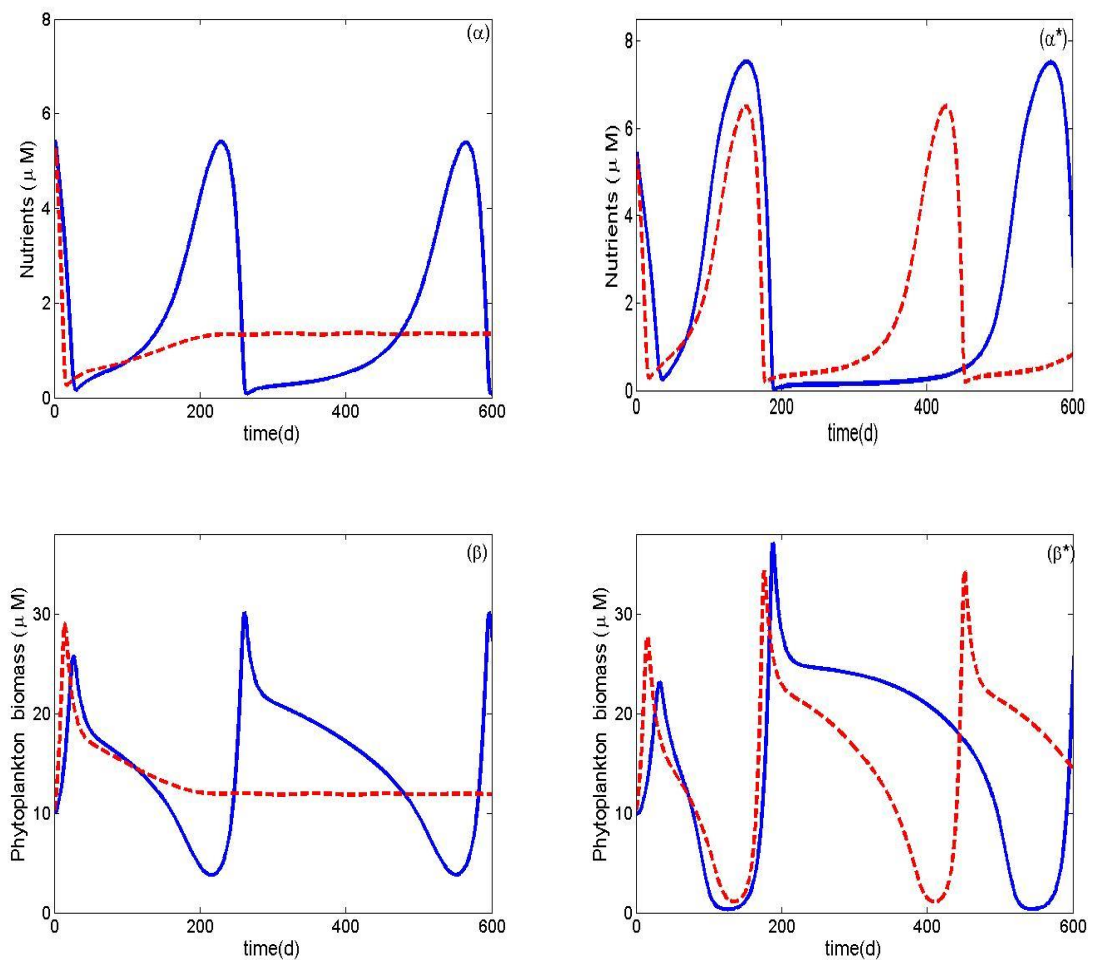 (α)
Nutrients ( μ M)
8
6
4
2
0
0 200 400 600
time(d)
(α*)
Nutrients ( μ M)
8
6
4
2
0
0 200 400 600
time(d)
(β)
Phytoplankton biomass ( μ M)
30
20
10
0
0 200 400 600
time(d)
(β*)
Phytoplankton biomass ( μ M)
30
20
10
0
0 200 400 600
time(d)